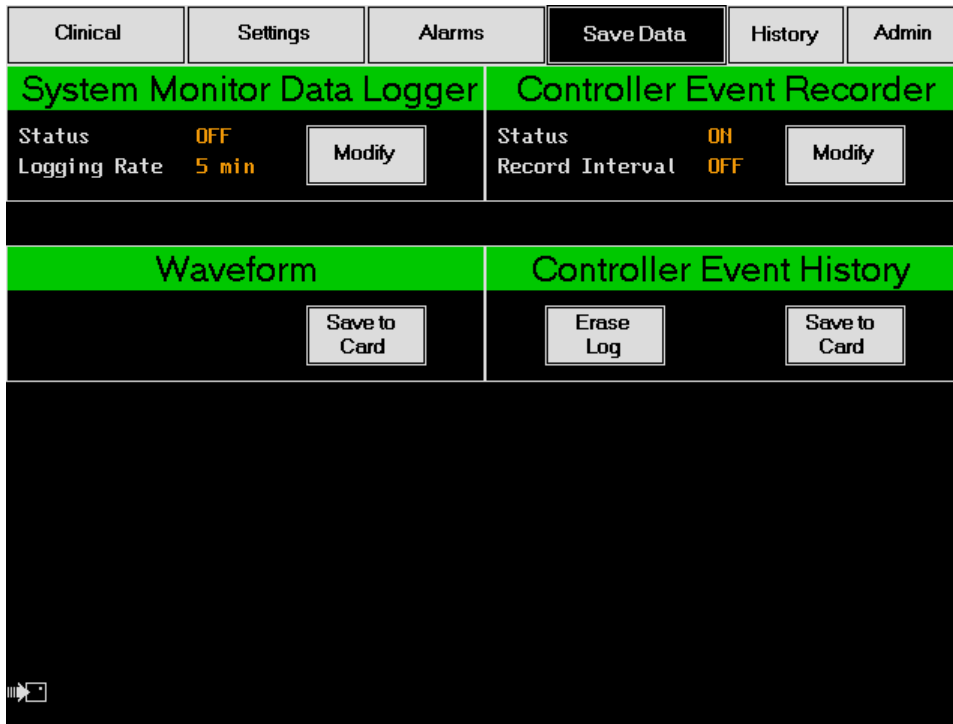 Clinical Settings Alarms Save Data History Admin
System Monitor Data Logger
Status OFF
Logging Rate 5 min
Modify
Controller Event Recorder
Status ON
Record Interval OFF
Modify
Waveform
Save to
Card
Controller Event History
Erase
Log
Save to
Card